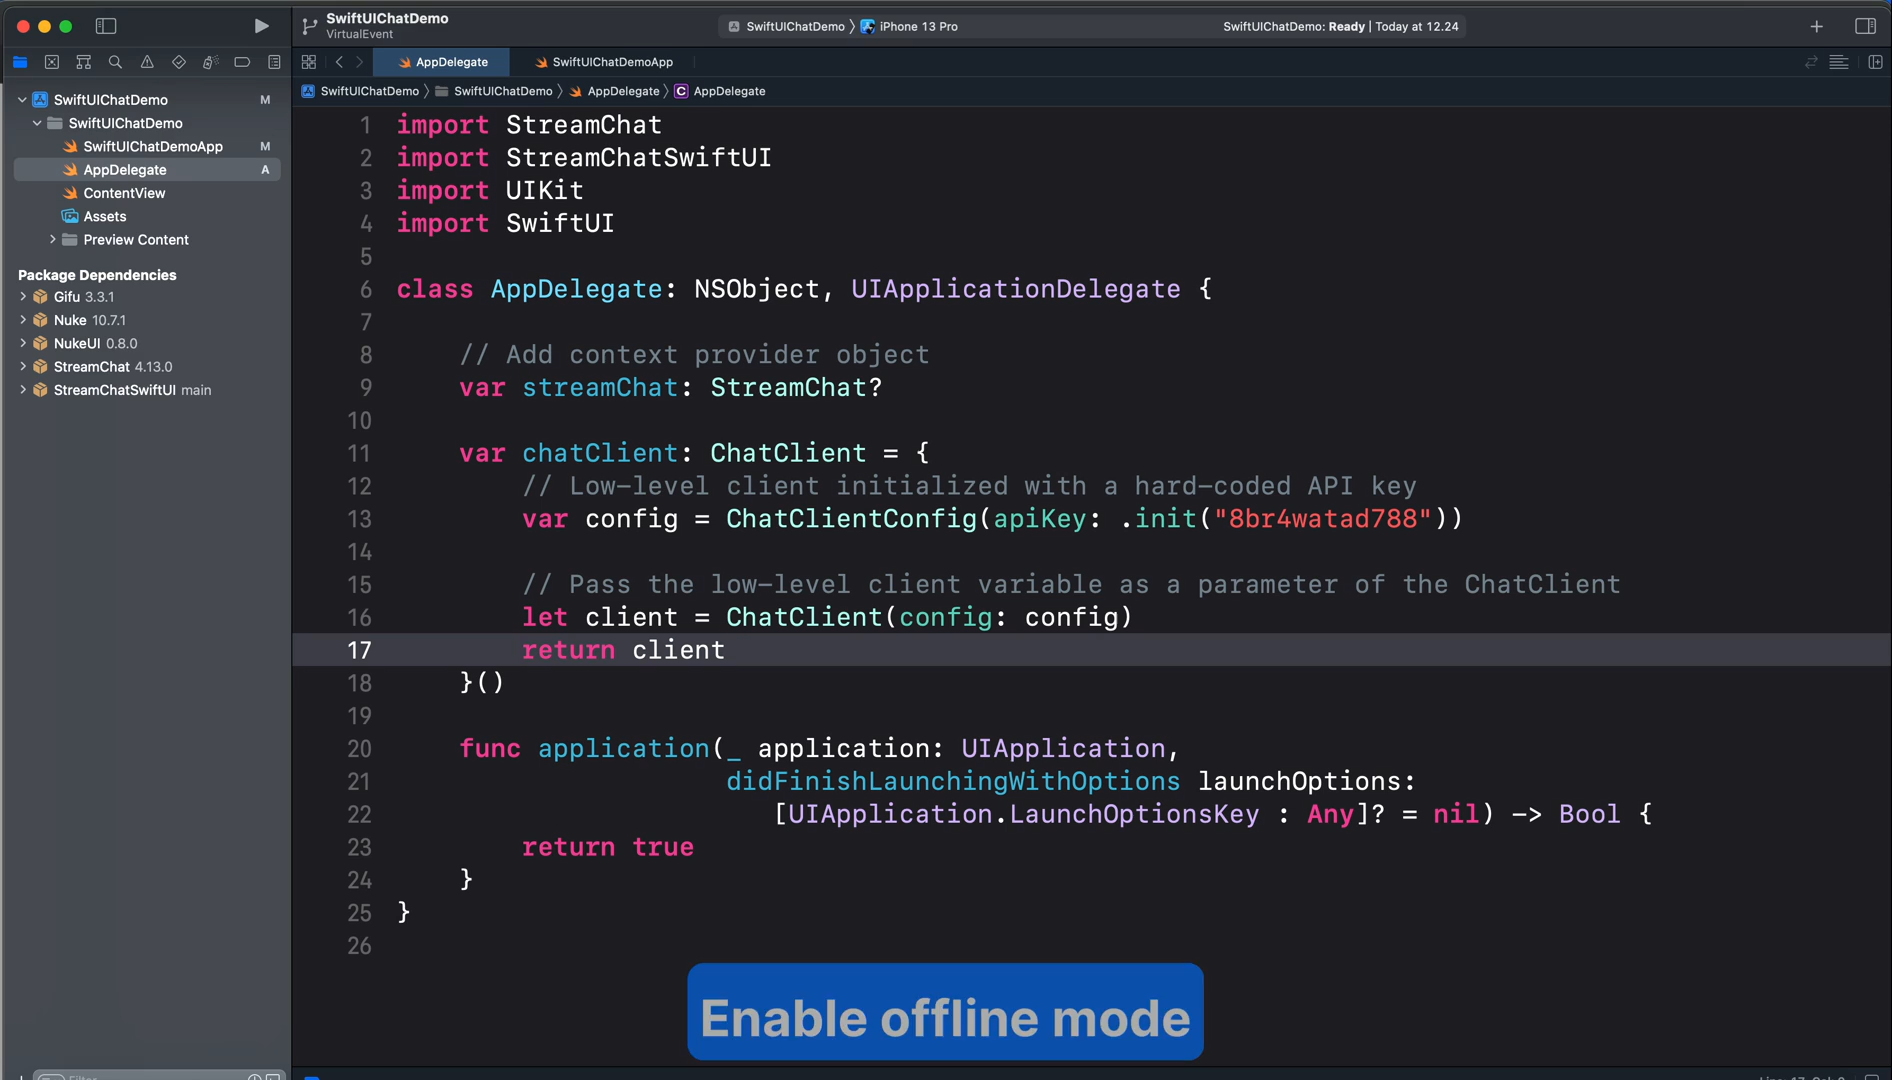 SwiftUIChatDemo
VirtualEvent
SwiftUIChatDemo 〉 iPhone 13 Pro
SwiftUIChatDemo: Ready | Today at 12.24
AppDelegate
SwiftUIChatDemoApp
SwiftUIChatDemo 〉 SwiftUIChatDemo 〉 AppDelegate 〉 C AppDelegate
SwiftUIChatDemo M
SwiftUIChatDemo
SwiftUIChatDemoApp M
AppDelegate A
ContentView
Assets
Preview Content
Package Dependencies
Gifu 3.3.1
Nuke 10.7.1
NukeUI 0.8.0
StreamChat 4.13.0
StreamChatSwiftUI main
1 import StreamChat
2 import StreamChatSwiftUI
3 import UIKit
4 import SwiftUI
5
6 class AppDelegate: NSObject, UIApplicationDelegate {
7
8 // Add context provider object
9 var streamChat: StreamChat?
10
11 var chatClient: ChatClient = {
12 // Low-level client initialized with a hard-coded API key
13 var config = ChatClientConfig(apiKey: .init("8br4watad788"))
14
15 // Pass the low-level client variable as a parameter of the ChatClient
16 let client = ChatClient(config: config)
17 return client
18 }()
19
20 func application(_ application: UIApplication,
21 didFinishLaunchingWithOptions launchOptions:
22 [UIApplication.LaunchOptionsKey : Any]? = nil) -> Bool {
23 return true
24 }
25 }
26
Enable offline mode